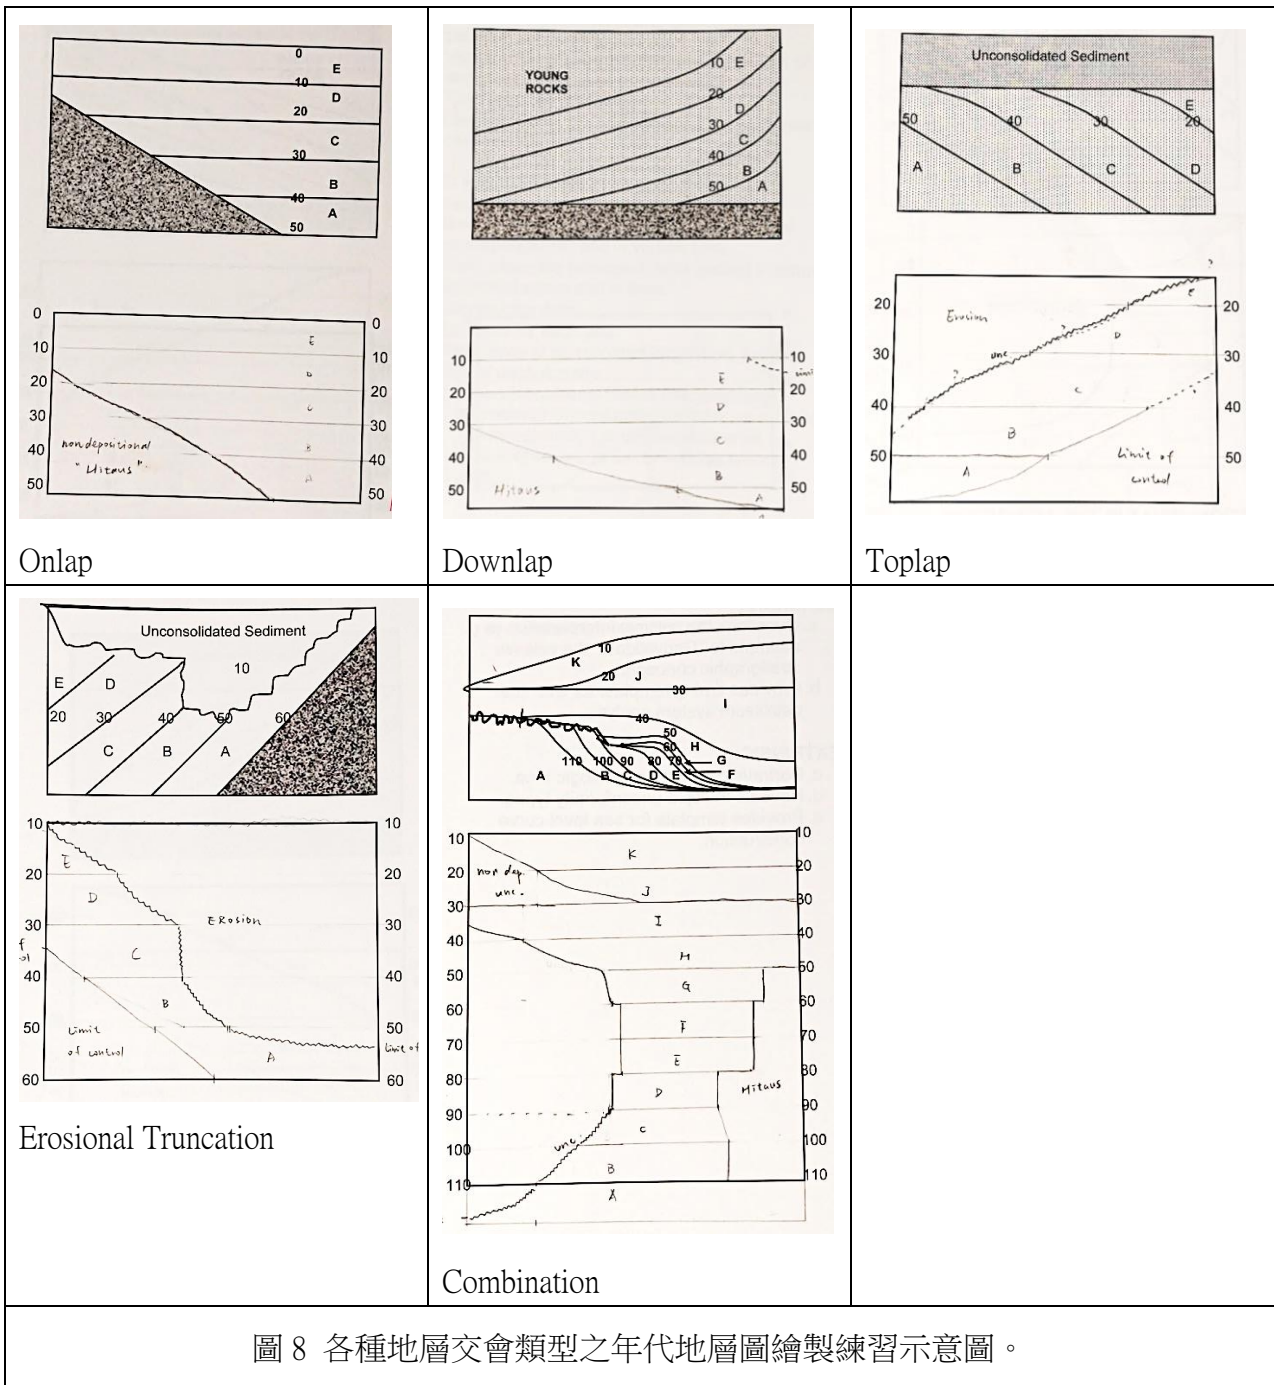 0
E
10
D
20
C
30
B
40
A
50
0
0
E
10
10
D
20
20
C
30
30
B
40
40
nondepositional
"Hitaus"
A
50
50
Onlap
YOUNG
ROCKS
10 E
20
D
30
C
40
B
50
A
10
10
E
20
20
D
30
30
C
40
40
B
50
50
Hitaus
A
Downlap
Unconsolidated Sediment
E
50
40
30
20
A
B
C
D
?
E
20
20
Erosion
?
D
30
unc
30
?
C
40
40
B
50
50
Limit of
control
A
Toplap
Unconsolidated Sediment
10
E
D
20
30
40
50
60
C
B
A
10
10
E
20
20
D
30
EROSION
30
C
40
40
B
50
50
Limit
of control
A
Limit of
60
60
Erosional Truncation
10
K
20
J
30
I
40
50
60
H
G
110
100
90
80
70
A
B
C
D
E
F
10
10
K
20
20
non dep.
unc.
J
30
30
I
40
40
H
50
50
G
60
60
F
70
70
E
80
80
D
Hitaus
90
90
C
100
unc.
100
B
110
110
A
Combination
圖 8 各種地層交會類型之年代地層圖繪製練習示意圖。